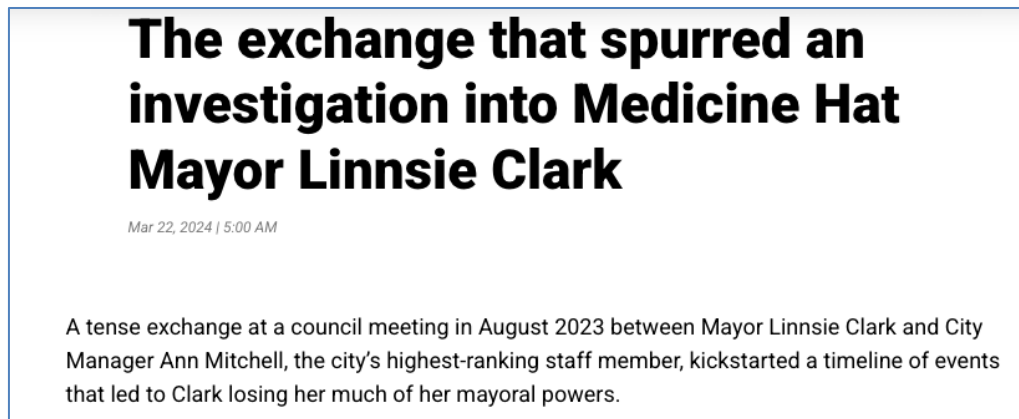 The exchange that spurred an
investigation into Medicine Hat
Mayor Linnsie Clark
Mar 22, 2024 | 5:00 AM
A tense exchange at a council meeting in August 2023 between Mayor Linnsie Clark and City
Manager Ann Mitchell, the city’s highest-ranking staff member, kickstarted a timeline of events
that led to Clark losing her much of her mayoral powers.